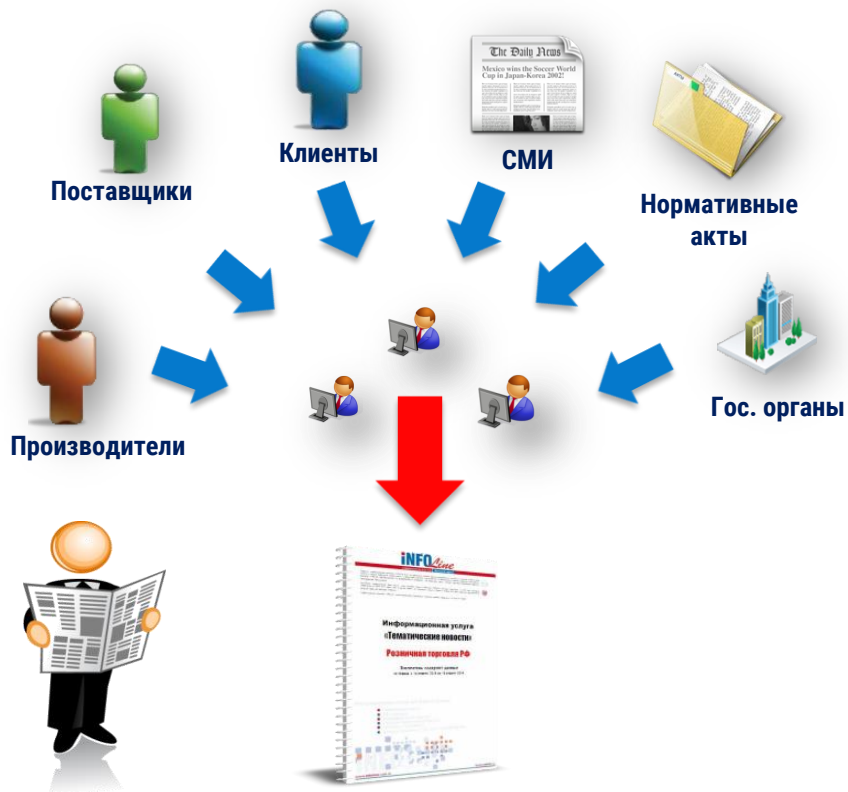 The Daily News
Mexico wins the Soccer World
Cup in Japan-Korea 2002!
Клиенты
СМИ
Поставщики
Нормативные
акты
Гос. органы
Производители
iNFOLine
Информационная услуга
«Тематические новости»
Розничная торговля РФ